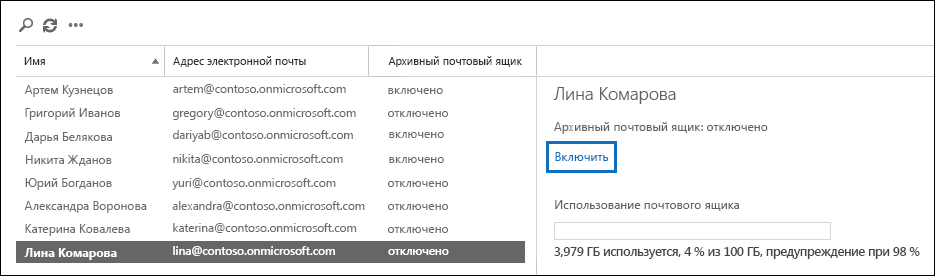 Имя Адрес электронной почты Архивный почтовый ящик
Артем Кузнецов artem@contoso.onmicrosoft.com включено
Григорий Иванов gregory@contoso.onmicrosoft.com отключено
Дарья Белякова dariyab@contoso.onmicrosoft.com включено
Никита Жданов nikita@contoso.onmicrosoft.com включено
Юрий Богданов yuri@contoso.onmicrosoft.com отключено
Александра Воронова alexandra@contoso.onmicrosoft.com отключено
Катерина Ковалева katerina@contoso.onmicrosoft.com отключено
Лина Комарова lina@contoso.onmicrosoft.com отключено
Лина Комарова
Архивный почтовый ящик: отключено
Включить
Использование почтового ящика
3,979 ГБ используется, 4 % из 100 ГБ, предупреждение при 98 %